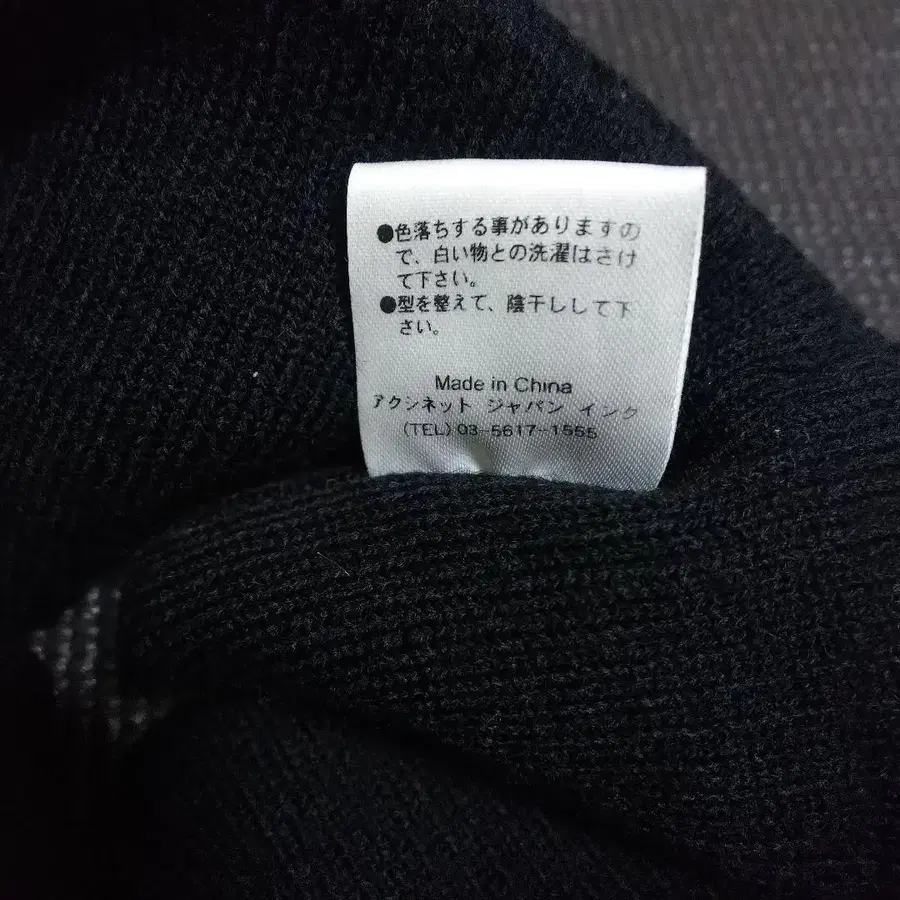 ●色落ちする事がありますの
で、白い物との洗濯はさけ
て下さい。
●型を整えて、陰干しして下
さい。
Made in China
アクシネット ジャパン インク
(TEL) 03-5617-1555